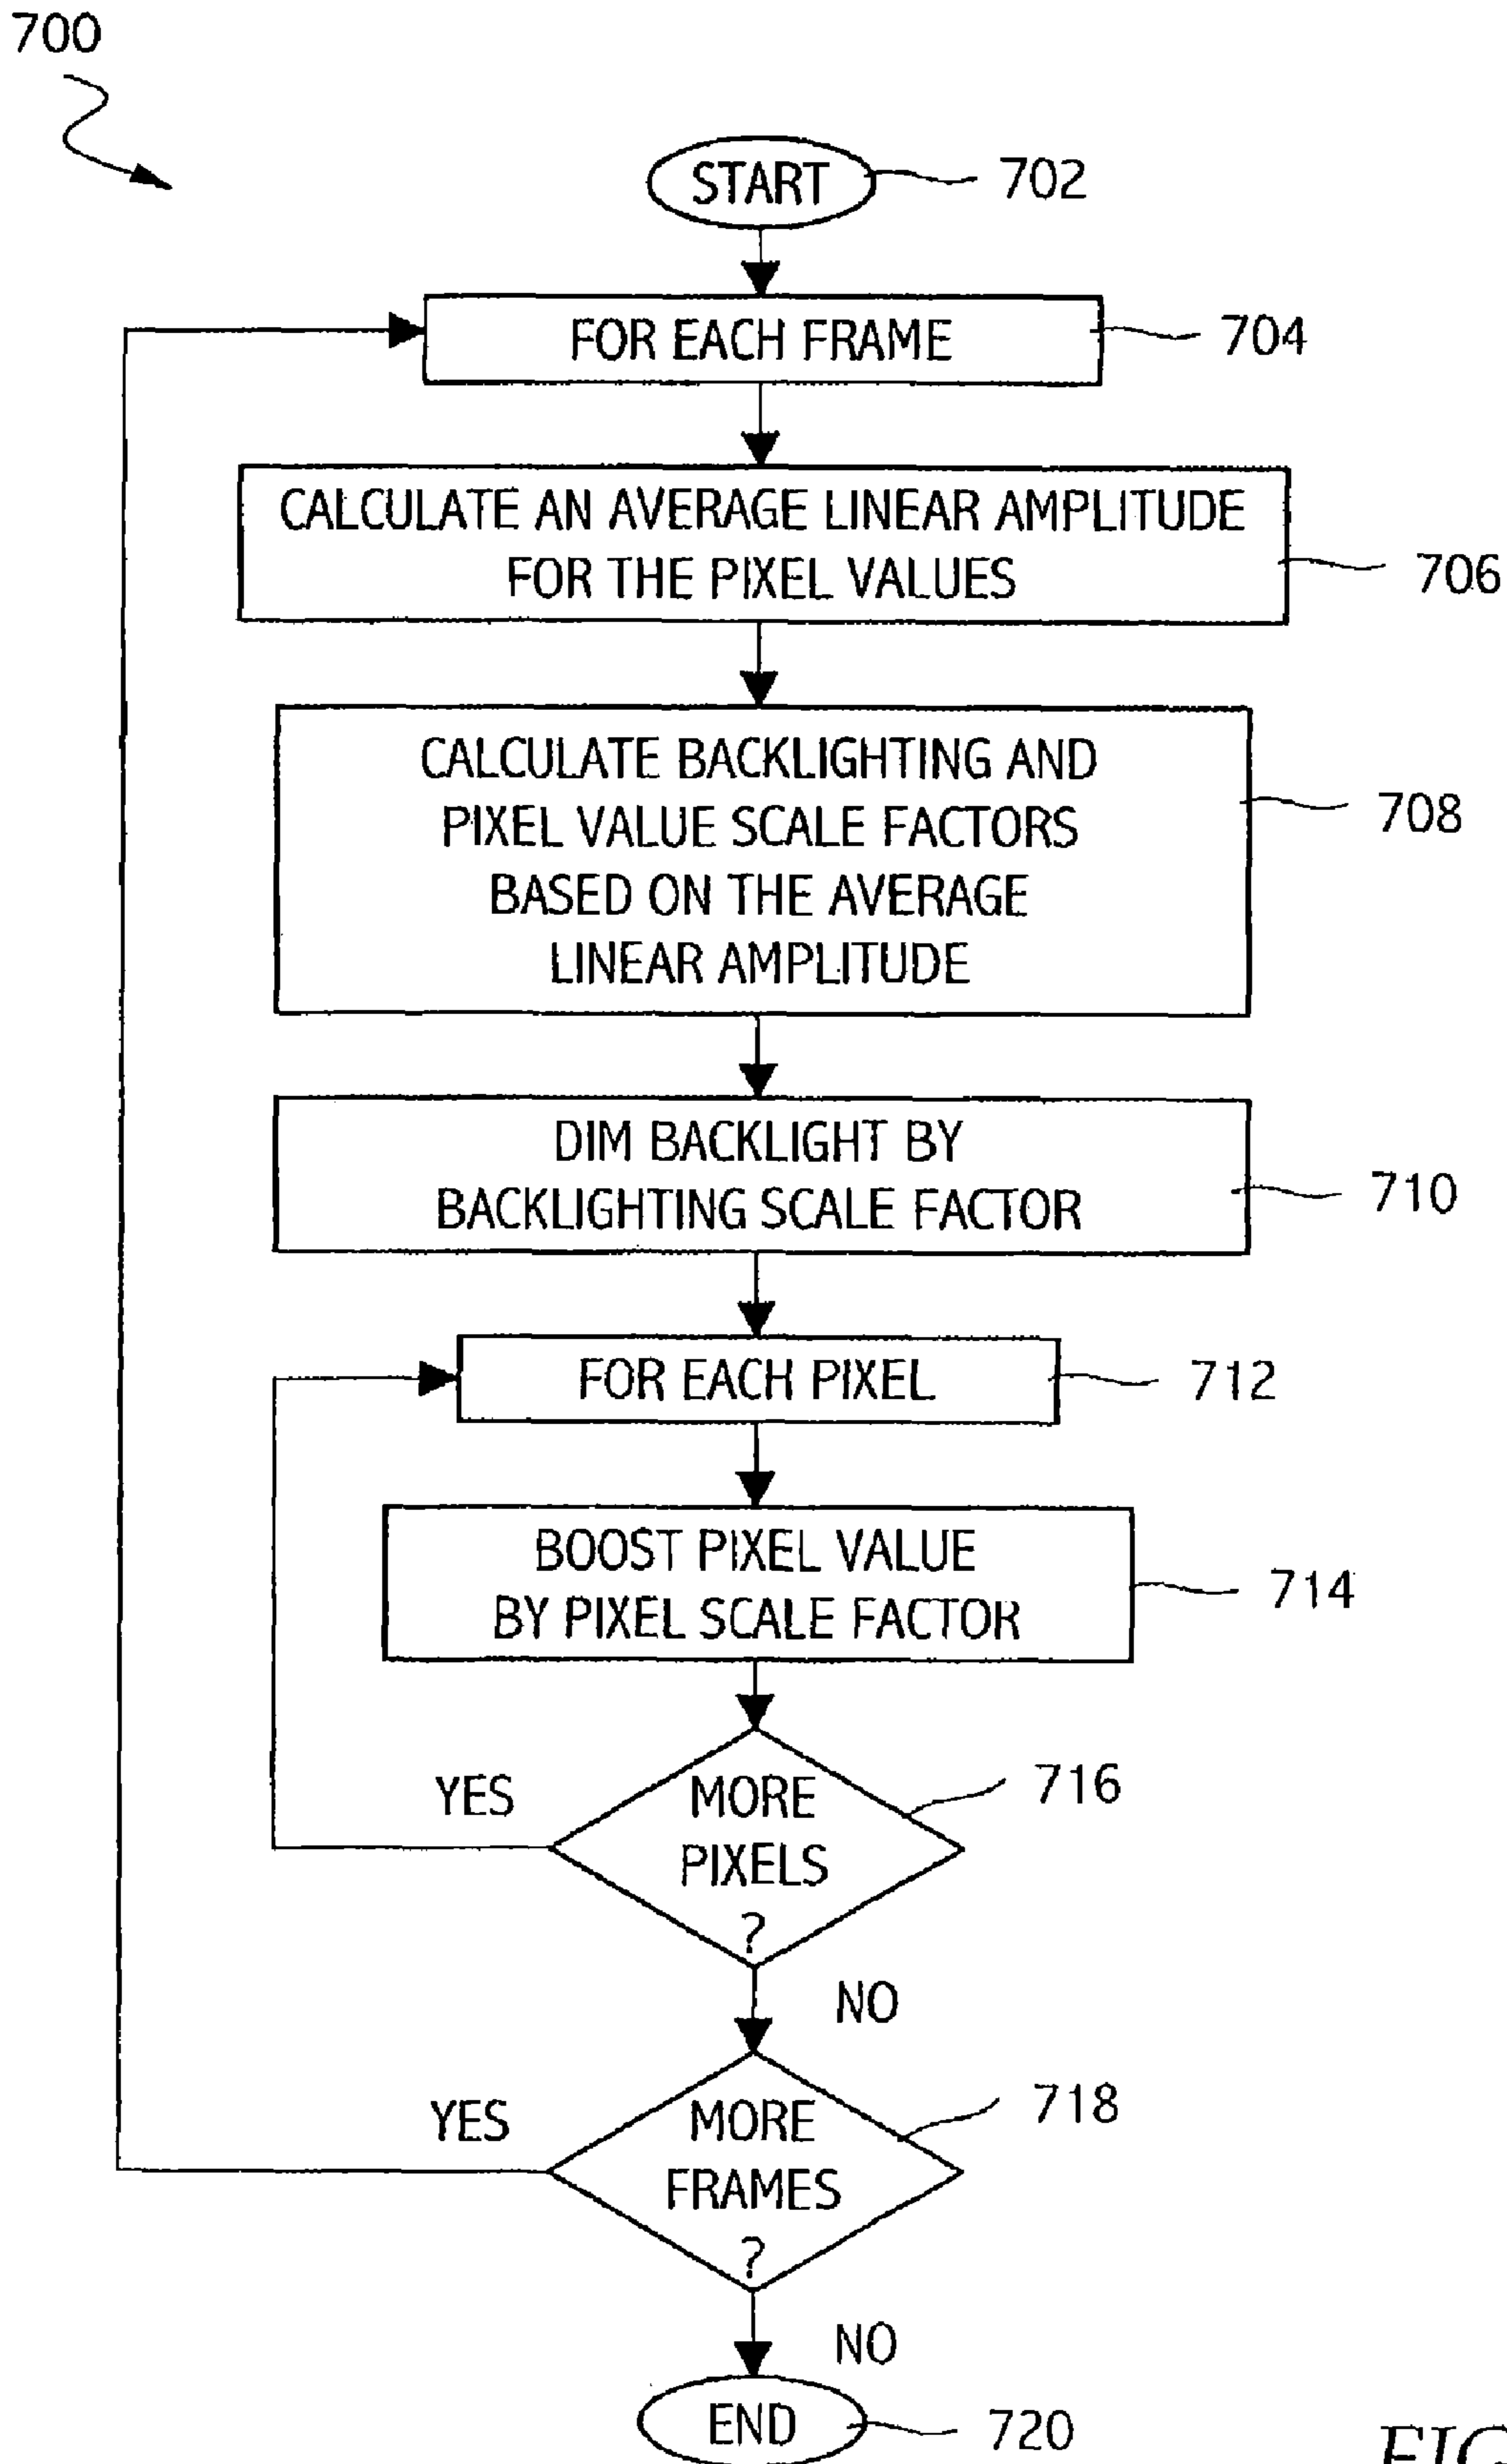 700
START
702
FOR EACH FRAME
704
CALCULATE AN AVERAGE LINEAR AMPLITUDE
FOR THE PIXEL VALUES
706
CALCULATE BACKLIGHTING AND
PIXEL VALUE SCALE FACTORS
BASED ON THE AVERAGE
LINEAR AMPLITUDE
708
DIM BACKLIGHT BY
BACKLIGHTING SCALE FACTOR
710
FOR EACH PIXEL
712
BOOST PIXEL VALUE
BY PIXEL SCALE FACTOR
714
MORE
PIXELS
?
716
YES
NO
MORE
FRAMES
?
718
YES
NO
END
720